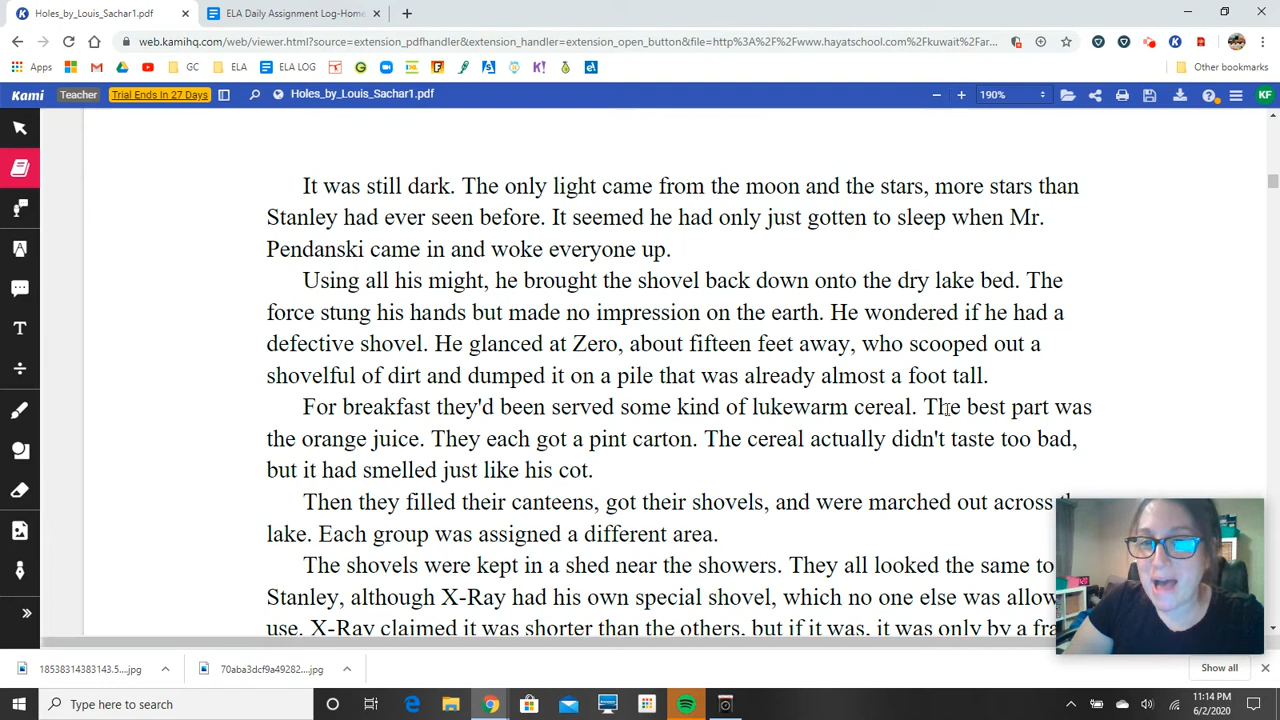 Holes_by_Louis_Sachar1.pdf
ELA Daily Assignment Log-Home
web.kamihq.com/web/viewer.html?source=extension_pdfhandler&extension_handler=extension_open_button&file=http%3A%2F%2Fwww.hayatschool.com%2Fkuwait%2Far...
Apps
GC
ELA
ELA LOG
Other bookmarks
Kami
Teacher
Trial Ends In 27 Days
Holes_by_Louis_Sachar1.pdf
190%
KF
It was still dark. The only light came from the moon and the stars, more stars than
Stanley had ever seen before. It seemed he had only just gotten to sleep when Mr.
Pendanski came in and woke everyone up.
Using all his might, he brought the shovel back down onto the dry lake bed. The
force stung his hands but made no impression on the earth. He wondered if he had a
defective shovel. He glanced at Zero, about fifteen feet away, who scooped out a
shovelful of dirt and dumped it on a pile that was already almost a foot tall.
For breakfast they'd been served some kind of lukewarm cereal. The best part was
the orange juice. They each got a pint carton. The cereal actually didn't taste too bad,
but it had smelled just like his cot.
Then they filled their canteens, got their shovels, and were marched out across
lake. Each group was assigned a different area.
The shovels were kept in a shed near the showers. They all looked the same to
Stanley, although X-Ray had his own special shovel, which no one else was allow
use. X-Ray claimed it was shorter than the others, but if it was, it was only by a fra
18538314383143.5....jpg
70aba3dcf9a49282....jpg
Show all
Type here to search
11:14 PM
6/2/2020